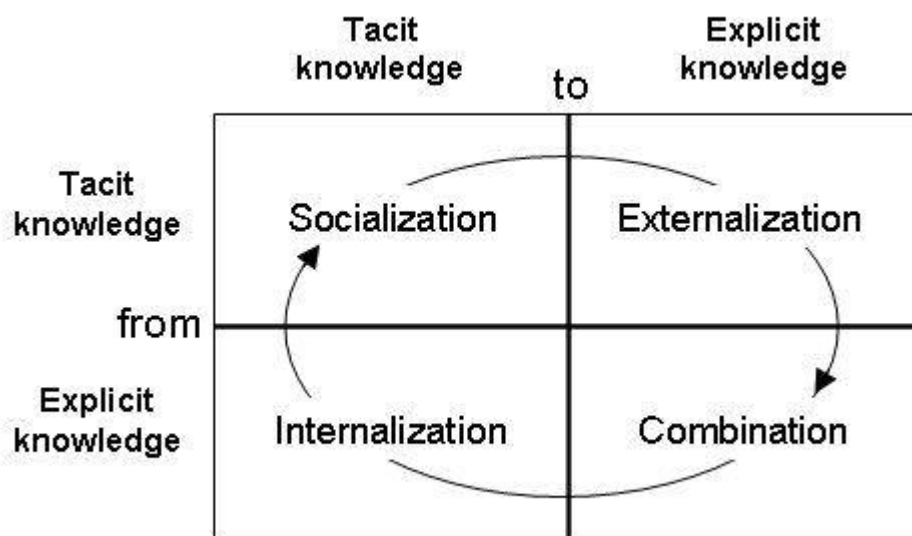 Tacit
knowledge
to
Explicit
knowledge
Tacit
knowledge
Socialization
Externalization
from
Explicit
knowledge
Internalization
Combination